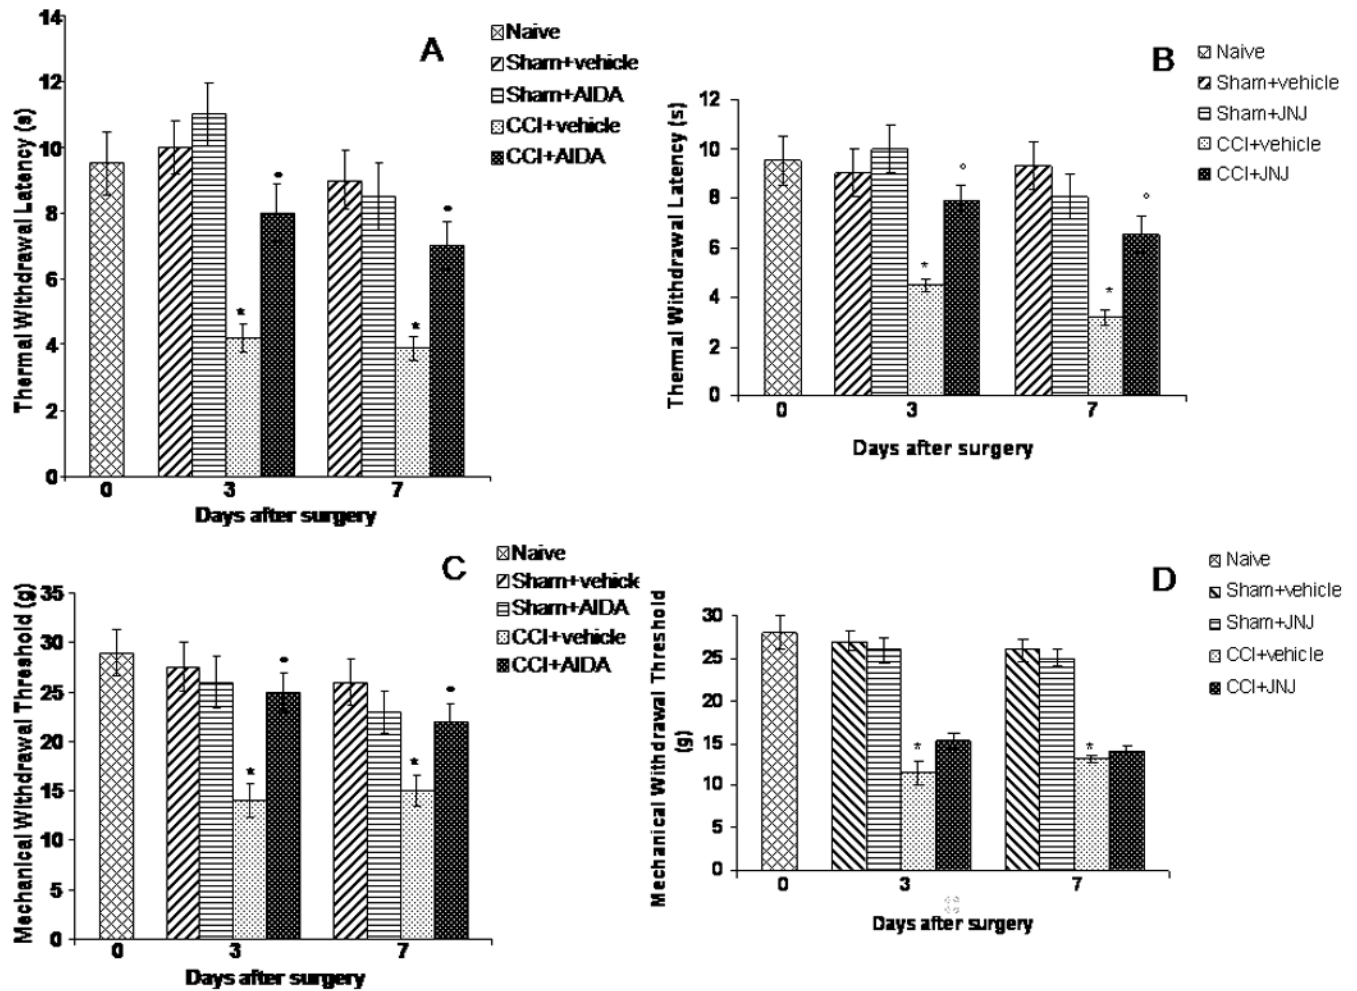 A
Naive
Sham+vehicle
Sham+AIDA
CCI+vehicle
CCI+AIDA
Thermal Withdrawal Latency (s)
14
12
10
8
6
4
2
0
* • * •
0 3 7
Days after surgery
B
Naive
Sham+vehicle
Sham+JNJ
CCI+vehicle
CCI+JNJ
Thermal Withdrawal Latency (s)
12
10
8
6
4
2
0
* ° * °
0 3 7
Days after surgery
C
Naive
Sham+vehicle
Sham+AIDA
CCI+vehicle
CCI+AIDA
Mechanical Withdrawal Threshold (g)
35
30
25
20
15
10
5
0
* • * •
0 3 7
Days after surgery
D
Naive
Sham+vehicle
Sham+JNJ
CCI+vehicle
CCI+JNJ
Mechanical Withdrawal Threshold
(g)
30
25
20
15
10
5
0
* *
0 3 7
Days after surgery